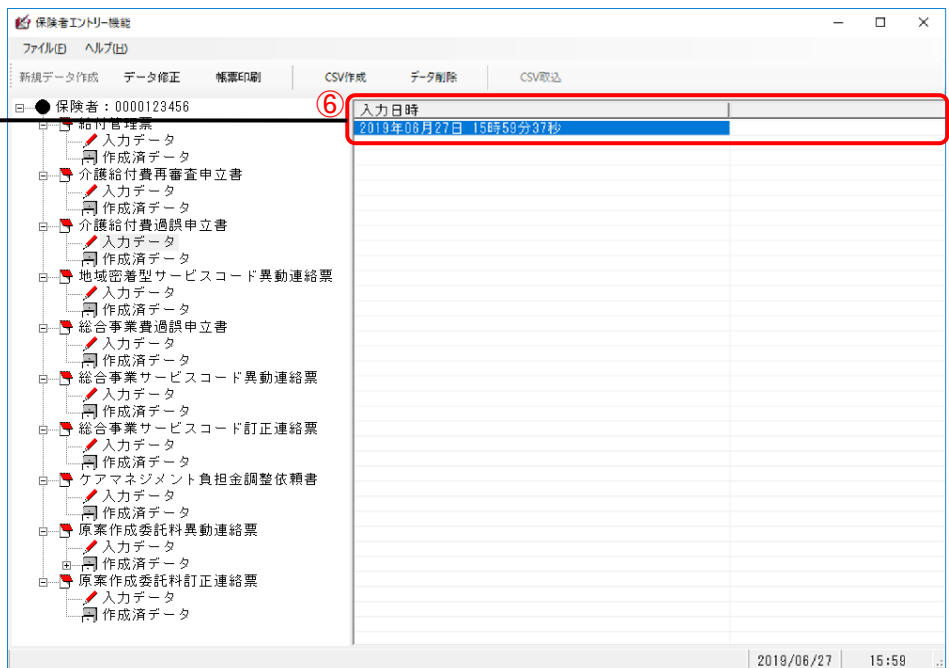 保険者エントリー機能
ファイル(F) ヘルプ(H)
新規データ作成 データ修正 帳票印刷 CSV作成 データ削除 CSV取込
保険者：0000123456
給付管理票
入力データ
作成済データ
介護給付費再審査申立書
入力データ
作成済データ
介護給付費過誤申立書
入力データ
作成済データ
地域密着型サービスコード異動連絡票
入力データ
作成済データ
総合事業費過誤申立書
入力データ
作成済データ
総合事業サービスコード異動連絡票
入力データ
作成済データ
総合事業サービスコード訂正連絡票
入力データ
作成済データ
ケアマネジメント負担金調整依頼書
入力データ
作成済データ
原案作成委託料異動連絡票
入力データ
作成済データ
原案作成委託料訂正連絡票
入力データ
作成済データ
⑥
入力日時
2019年06月27日 15時59分37秒
2019/06/27 15:59